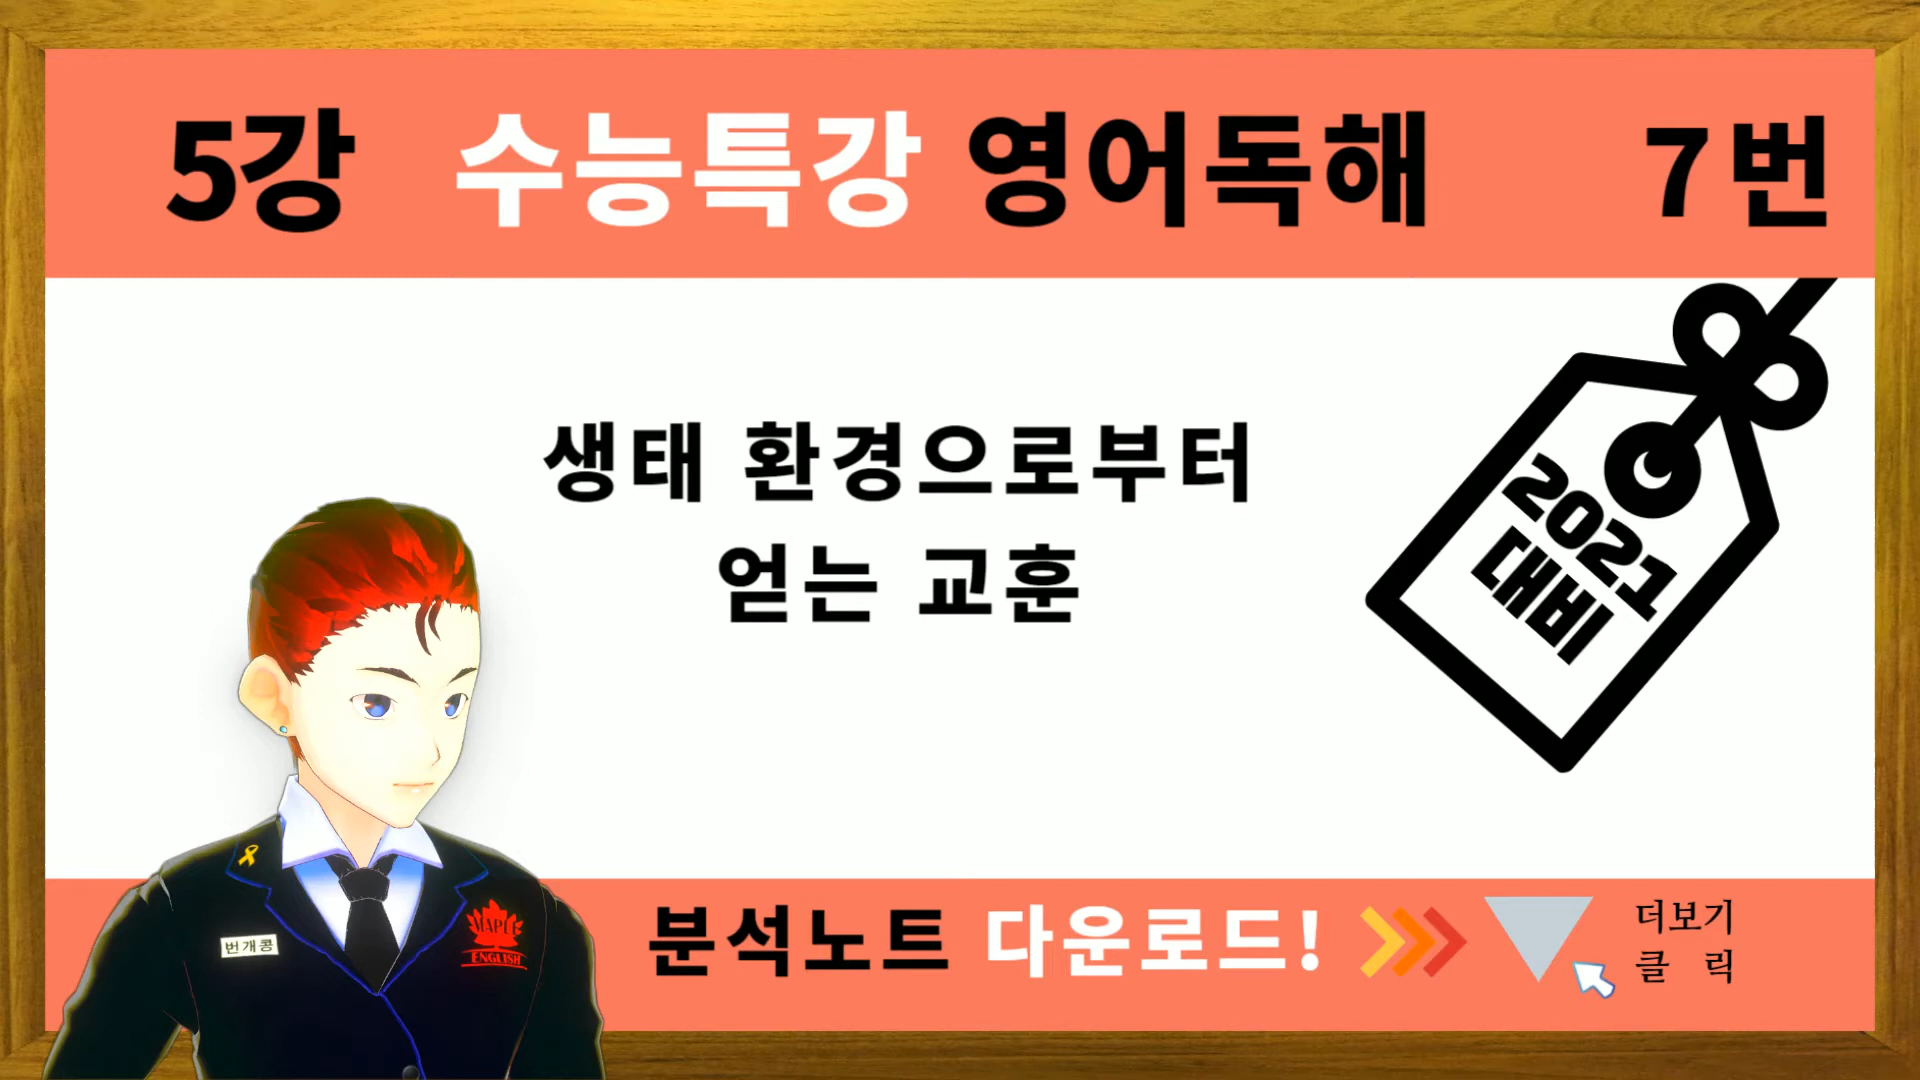 5강 수능특강 영어독해 7번
생태 환경으로부터
얻는 교훈
2021
대비
번개콩
MAPLE
ENGLISH
분석노트 다운로드!
더보기
클 릭